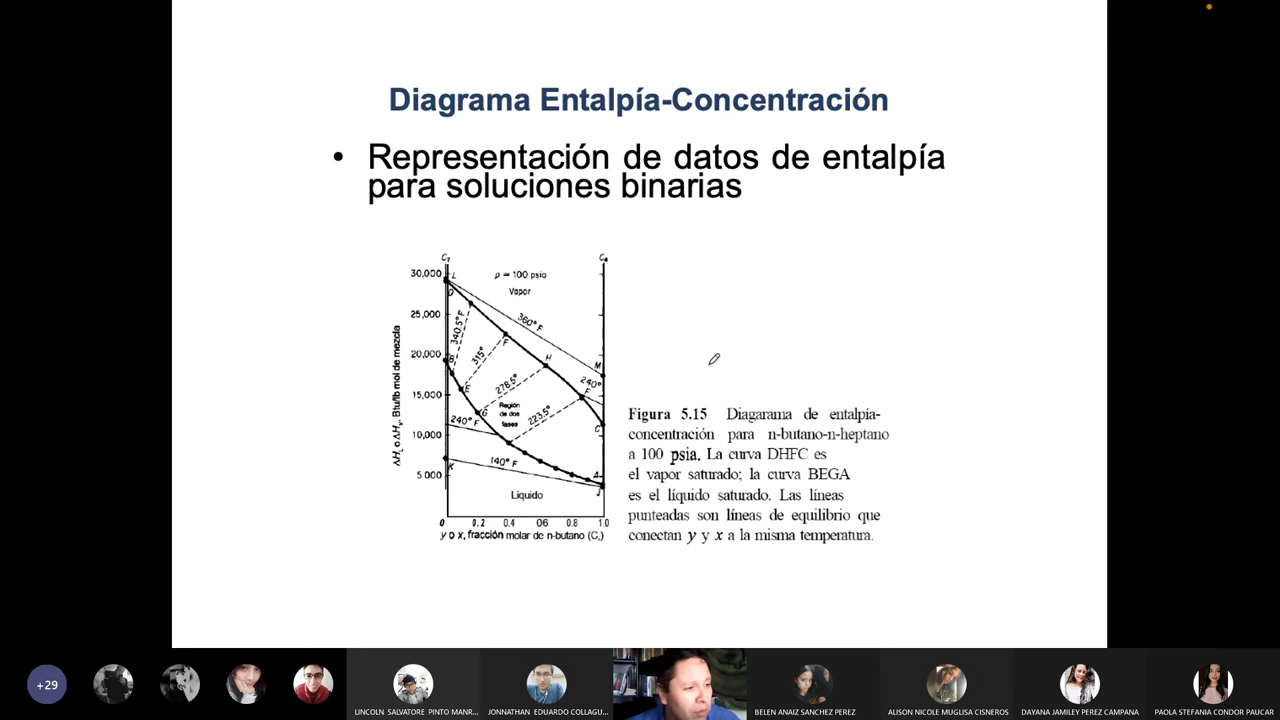 Diagrama Entalpía-Concentración
• Representación de datos de entalpía
para soluciones binarias
C₇
C₄
30,000
L
ρ = 100 psia
D
Vapor
25,000
360° F
340.5° F
F
20,000
B
315°
H
M
278.5°
240°
15,000
E
F
Región
de dos
fases
G
223.5°
240° F
C
10,000
140° F
K
A
5 000
J
Líquido
0 0.2 0.4 06 0.8 1.0
y o x, fracción molar de n-butano (C,)
ΔH_L o ΔH_V, Btu/lb mol de mezcla
Figura 5.15 Diagarama de entalpía-
concentración para n-butano-n-heptano
a 100 psia. La curva DHFC es
el vapor saturado; la curva BEGA
es el líquido saturado. Las líneas
punteadas son líneas de equilibrio que
conectan y y x a la misma temperatura.
+29
LINCOLN SALVATORE PINTO MANR...
JONNATHAN EDUARDO COLLAGU...
BELEN ANAIZ SANCHEZ PEREZ
ALISON NICOLE MUGLISA CISNEROS
DAYANA JAMILEY PEREZ CAMPANA
PAOLA STEFANIA CONDOR PAUCAR